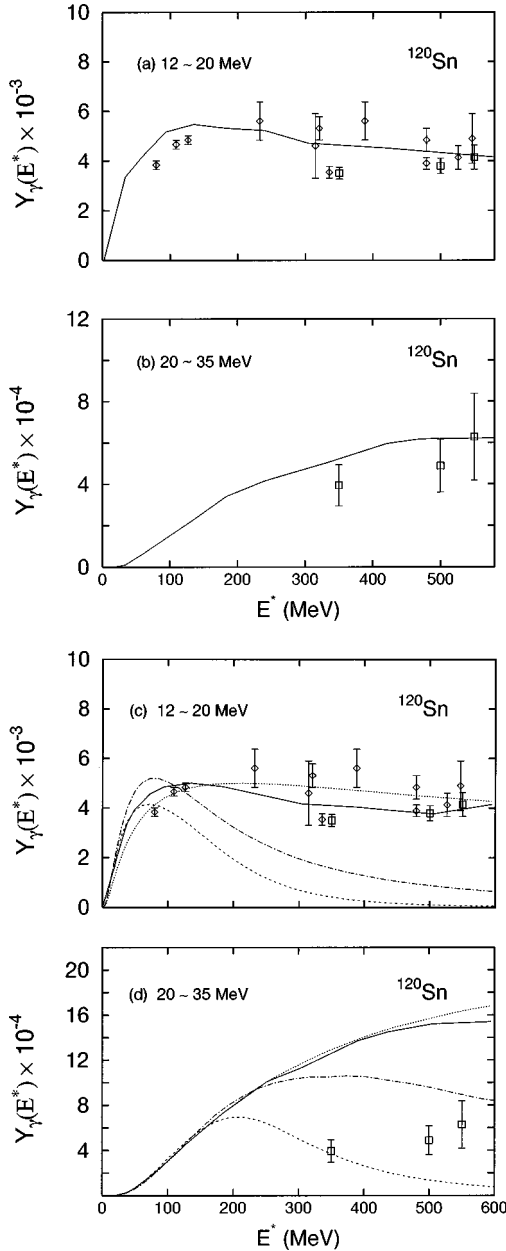 10
8
6
4
2
0
Yγ(E*) × 10⁻³
(a) 12 ~ 20 MeV
¹²⁰Sn
12
8
4
0
Yγ(E*) × 10⁻⁴
(b) 20 ~ 35 MeV
¹²⁰Sn
0 100 200 300 400 500
E* (MeV)
10
8
6
4
2
0
Yγ(E*) × 10⁻³
(c) 12 ~ 20 MeV
¹²⁰Sn
20
16
12
8
4
Yγ(E*) × 10⁻⁴
(d) 20 ~ 35 MeV
¹²⁰Sn
0 100 200 300 400 500 600
E* (MeV)